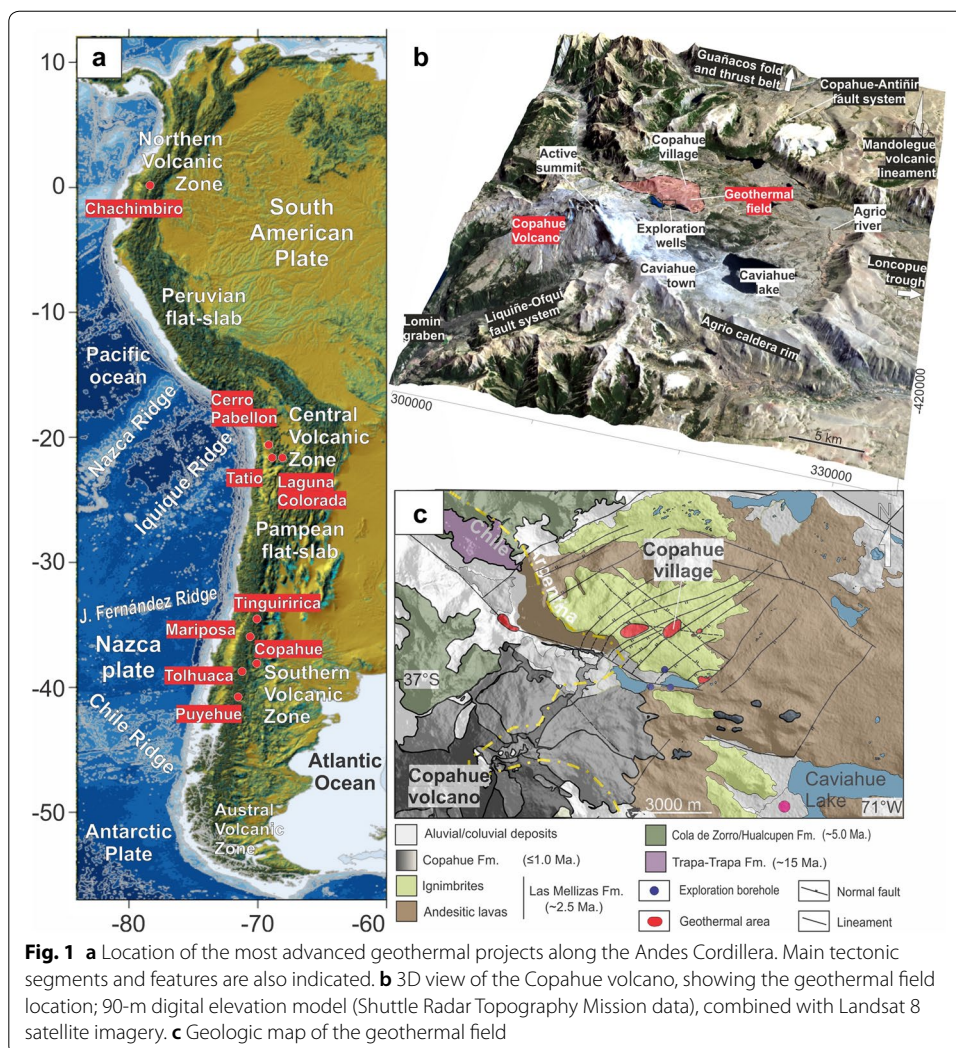 a
10
0
-10
-20
-30
-40
-50
-80
-70
-60
Northern
Volcanic
Zone
Chachimbiro
South
American
Plate
Peruvian
flat-slab
Pacific
ocean
Nazca Ridge
Iquique Ridge
Cerro
Pabellon
Central
Volcanic
Zone
Tatio
Laguna
Colorada
Pampean
flat-slab
J. Fernández Ridge
Tinguiririca
Mariposa
Nazca
plate
Copahue
Tolhuaca
Southern
Volcanic
Zone
Puyehue
Chile Ridge
Atlantic
Ocean
Austral
Volcanic
Zone
Antarctic
Plate
b
Guañacos fold
and thrust belt
Copahue-Antiñir
fault system
N
Copahue
village
Mandolegue
volcanic
lineament
Active
summit
Geothermal
field
Copahue
Volcano
Exploration
wells
Agrio
river
Caviahue
town
Caviahue
lake
Loncopue
trough
Liquiñe-Ofqui
fault system
Lomin
graben
Agrio caldera rim
300000
330000
-420000
5 km
c
Chile
Argentina
N
Copahue
village
37°S
Copahue
volcano
3000 m
Caviahue
Lake
71°W
Aluvial/coluvial deposits
Copahue Fm. (≤1.0 Ma.)
Ignimbrites
Andesitic lavas
Las Mellizas Fm.
(~2.5 Ma.)
Cola de Zorro/Hualcupen Fm. (~5.0 Ma.)
Trapa-Trapa Fm. (~15 Ma.)
Exploration borehole
Normal fault
Geothermal area
Lineament
Fig. 1 a Location of the most advanced geothermal projects along the Andes Cordillera. Main tectonic
segments and features are also indicated. b 3D view of the Copahue volcano, showing the geothermal field
location; 90-m digital elevation model (Shuttle Radar Topography Mission data), combined with Landsat 8
satellite imagery. c Geologic map of the geothermal field